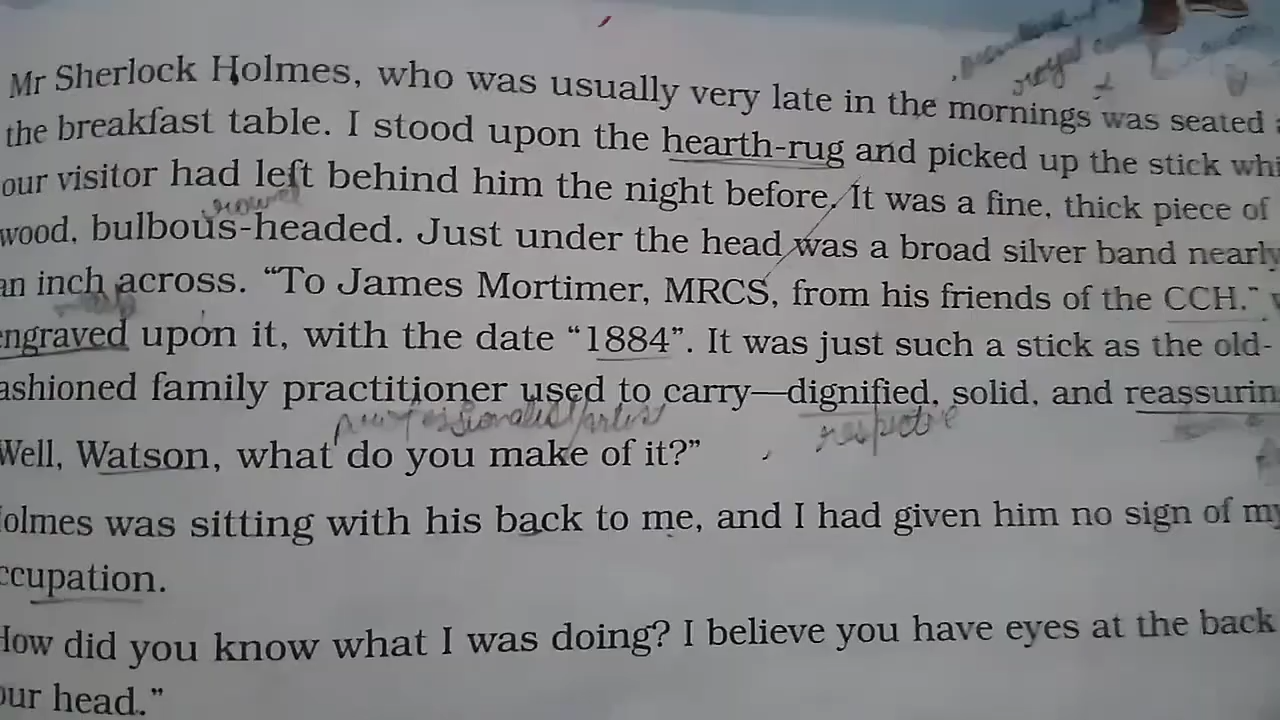 Mr Sherlock Holmes, who was usually very late in the mornings was seated
the breakfast table. I stood upon the hearth-rug and picked up the stick whi
our visitor had left behind him the night before. It was a fine, thick piece of
wood, bulbous-headed. Just under the head was a broad silver band nearly
an inch across. “To James Mortimer, MRCS, from his friends of the CCH.”
ngraved upon it, with the date “1884”. It was just such a stick as the old-
ashioned family practitioner used to carry—dignified, solid, and reassurin
Well, Watson, what do you make of it?”
olmes was sitting with his back to me, and I had given him no sign of my
ccupation.
How did you know what I was doing? I believe you have eyes at the back
our head.”